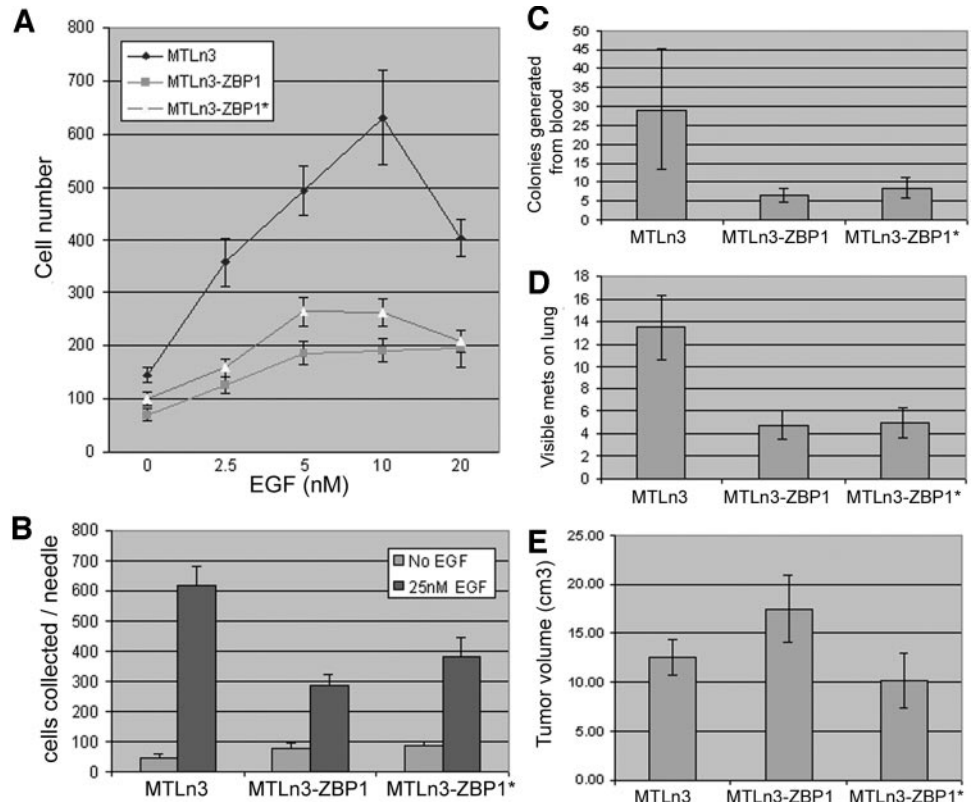 A
800
700
600
500
400
300
200
100
0
Cell number
MTLn3
MTLn3-ZBP1
MTLn3-ZBP1*
0 2.5 5 10 20
EGF (nM)
B
800
700
600
500
400
300
200
100
0
cells collected / needle
No EGF
25nM EGF
MTLn3 MTLn3-ZBP1 MTLn3-ZBP1*
C
50
45
40
35
30
25
20
15
10
5
0
Colonies generated
from blood
MTLn3 MTLn3-ZBP1 MTLn3-ZBP1*
D
18
16
14
12
10
8
6
4
2
0
Visible mets on lung
MTLn3 MTLn3-ZBP1 MTLn3-ZBP1*
E
25.00
20.00
15.00
10.00
5.00
0.00
Tumor volume (cm3)
MTLn3 MTLn3-ZBP1 MTLn3-ZBP1*